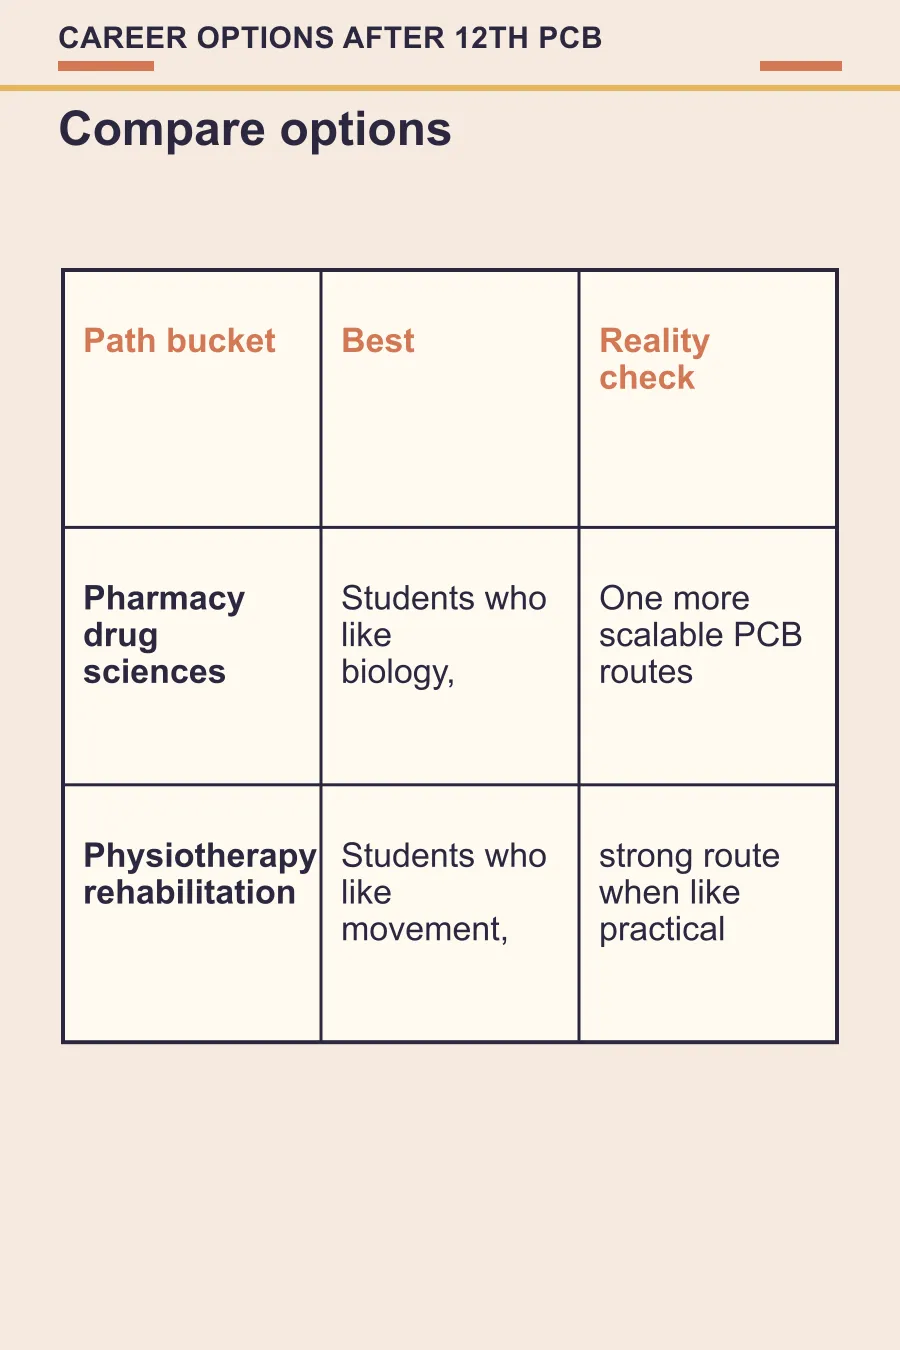 CAREER OPTIONS AFTER 12TH PCB
Compare options
Path bucket
Best
Reality
check
Pharmacy
drug
sciences
Students who
like
biology,
One more
scalable PCB
routes
Physiotherapy
rehabilitation
Students who
like
movement,
strong route
when like
practical